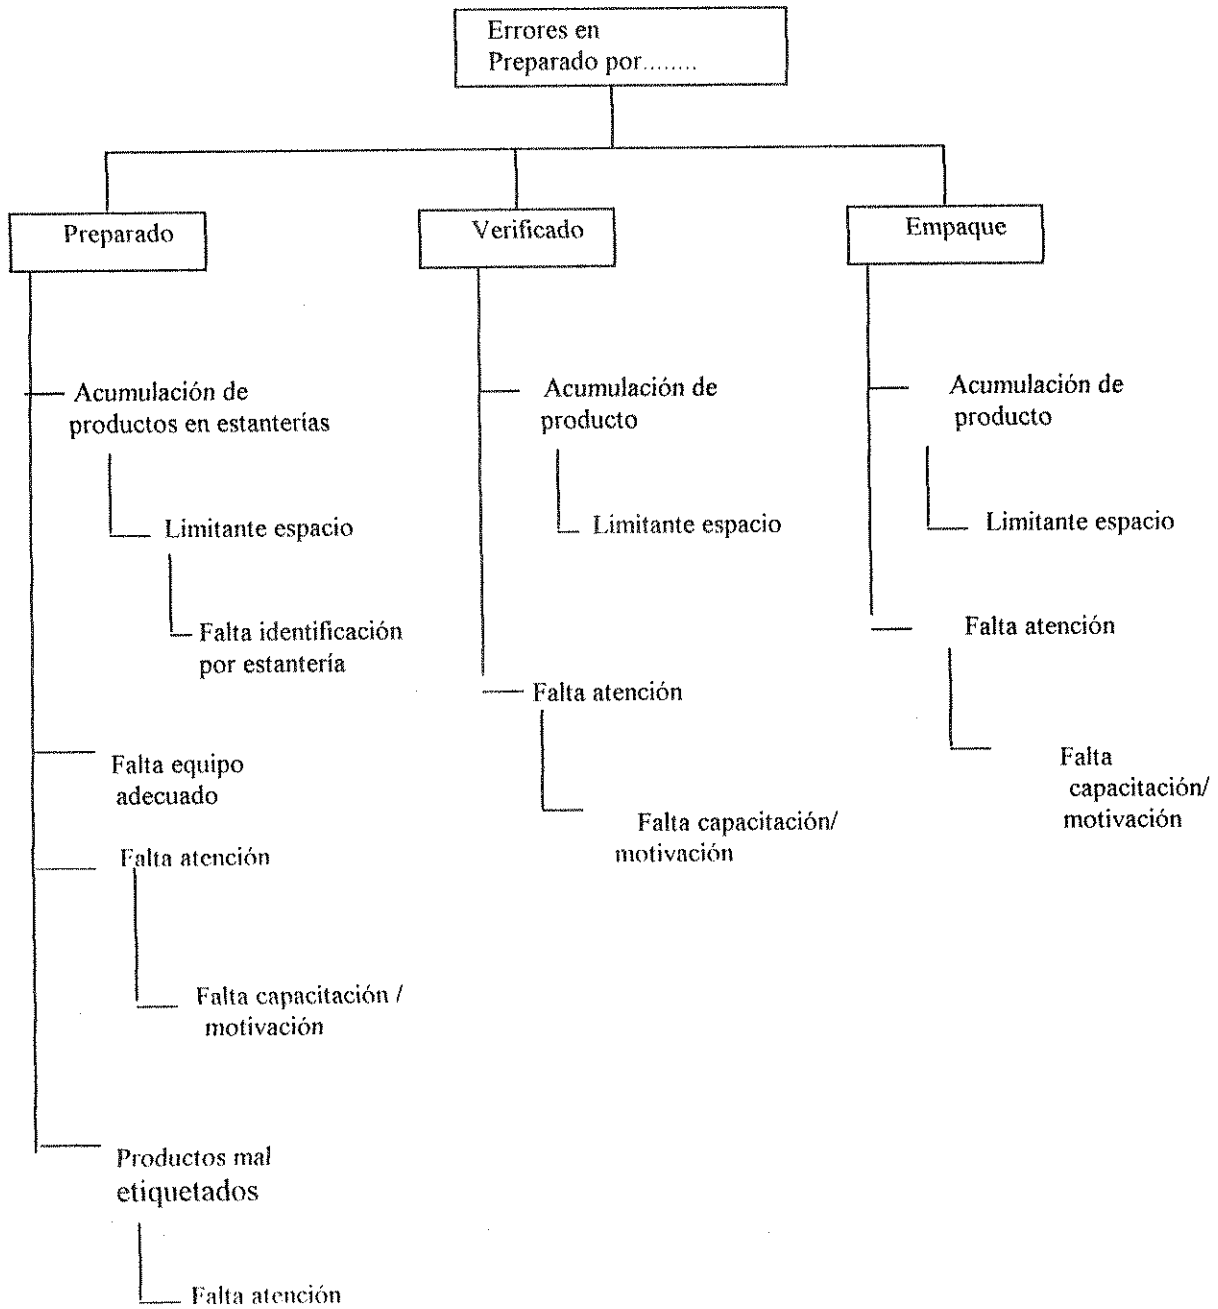 Errores en
Preparado por........
Preparado
Verificado
Empaque
Acumulación de
productos en estanterías
Limitante espacio
Falta identificación
por estantería
Falta equipo
adecuado
Falta atención
Falta capacitación /
motivación
Productos mal
etiquetados
Falta atención
Acumulación de
producto
Limitante espacio
Falta atención
Falta capacitación/
motivación
Acumulación de
producto
Limitante espacio
Falta atención
Falta
capacitación/
motivación